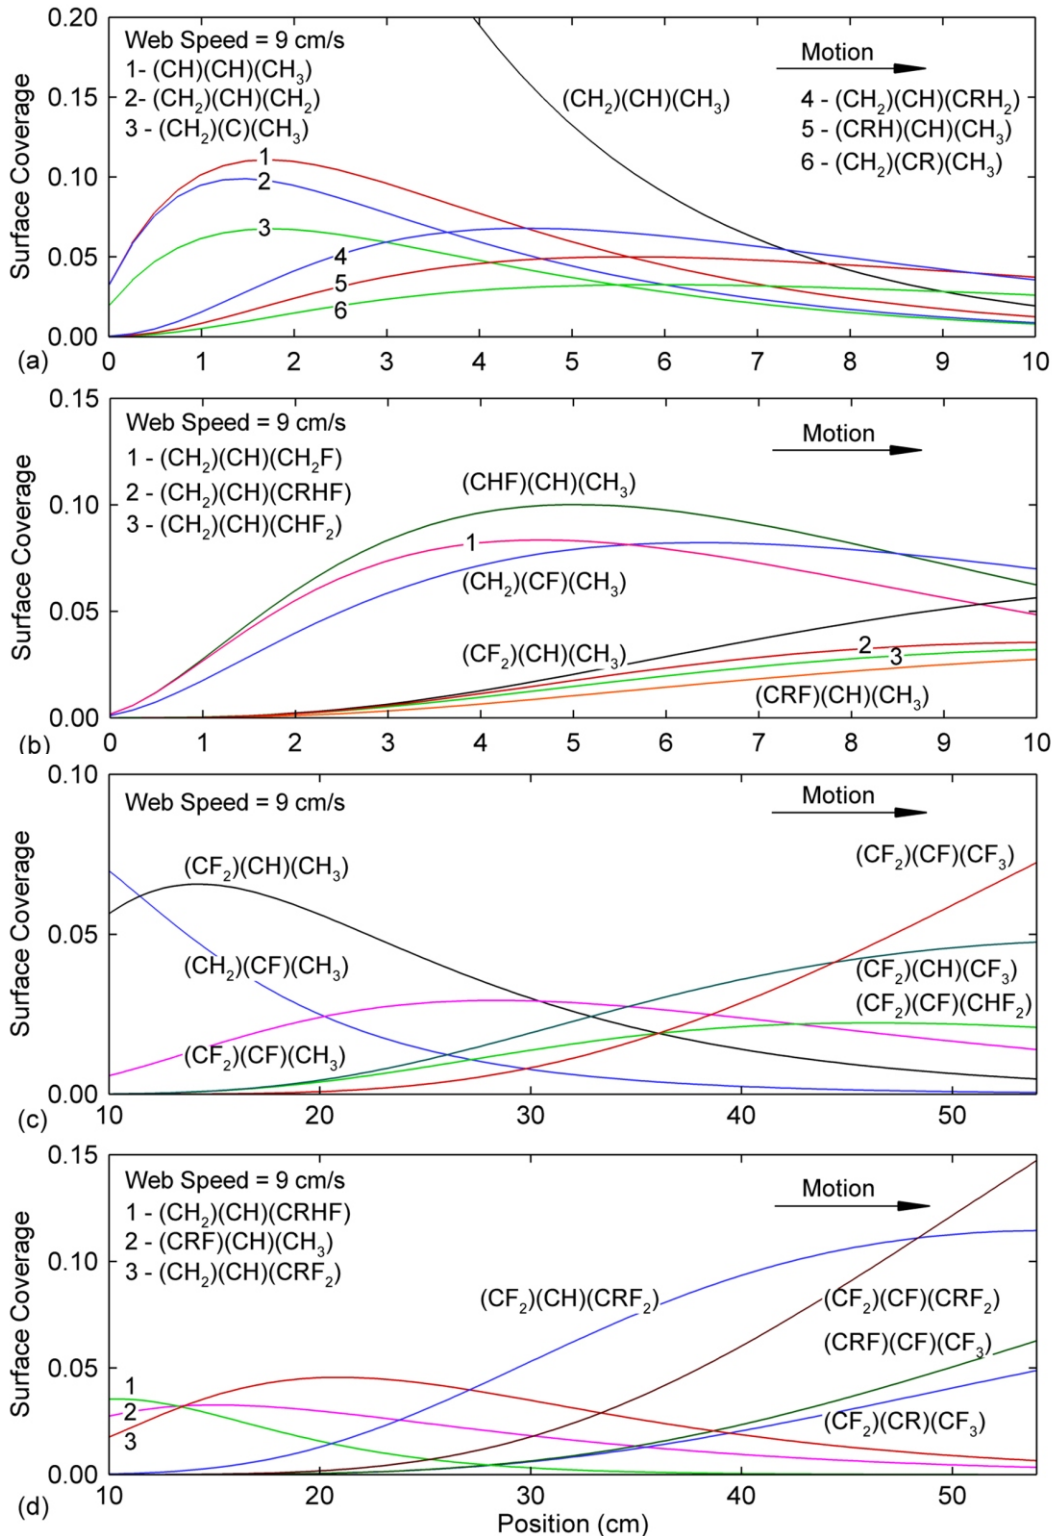 0.20
Web Speed = 9 cm/s
1- (CH)(CH)(CH₃)
2- (CH₂)(CH)(CH₂)
3 - (CH₂)(C)(CH₃)
Motion
(CH₂)(CH)(CH₃)
4 - (CH₂)(CH)(CRH₂)
5 - (CRH)(CH)(CH₃)
6 - (CH₂)(CR)(CH₃)
0.15
0.10
0.05
0.00
Surface Coverage
1
2
3
4
5
6
(a)
0 1 2 3 4 5 6 7 8 9 10
0.15
Web Speed = 9 cm/s
1 - (CH₂)(CH)(CH₂F)
2 - (CH₂)(CH)(CRHF)
3 - (CH₂)(CH)(CHF₂)
Motion
(CHF)(CH)(CH₃)
0.10
1
(CH₂)(CF)(CH₃)
0.05
(CF₂)(CH)(CH₃)
2
3
(CRF)(CH)(CH₃)
0.00
Surface Coverage
(b)
0 1 2 3 4 5 6 7 8 9 10
0.10
Web Speed = 9 cm/s
Motion
(CF₂)(CH)(CH₃)
(CF₂)(CF)(CF₃)
0.05
(CH₂)(CF)(CH₃)
(CF₂)(CH)(CF₃)
(CF₂)(CF)(CHF₂)
(CF₂)(CF)(CH₃)
0.00
Surface Coverage
(c)
10 20 30 40 50
0.15
Web Speed = 9 cm/s
1 - (CH₂)(CH)(CRHF)
2 - (CRF)(CH)(CH₃)
3 - (CH₂)(CH)(CRF₂)
Motion
0.10
(CF₂)(CH)(CRF₂)
(CF₂)(CF)(CRF₂)
(CRF)(CF)(CF₃)
0.05
1
2
3
(CF₂)(CR)(CF₃)
0.00
Surface Coverage
(d)
10 20 30 40 50
Position (cm)